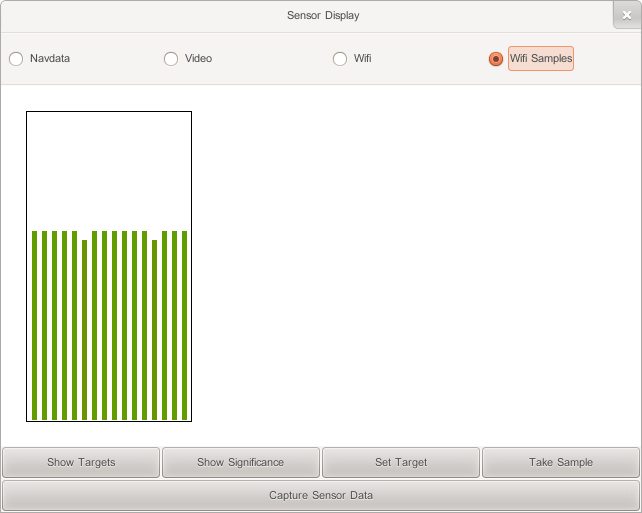 Sensor Display
Navdata Video Wifi Wifi Samples
Show Targets Show Significance Set Target Take Sample
Capture Sensor Data